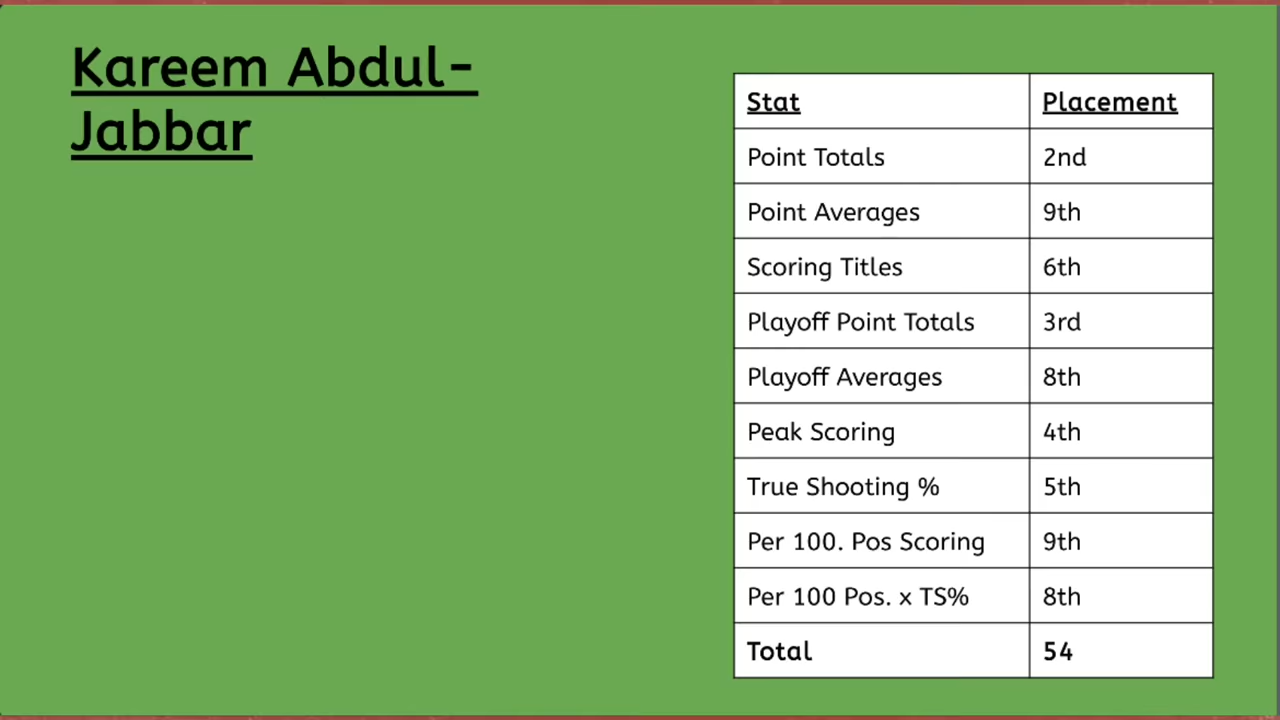 Kareem Abdul-
Jabbar
Stat Placement
Point Totals 2nd
Point Averages 9th
Scoring Titles 6th
Playoff Point Totals 3rd
Playoff Averages 8th
Peak Scoring 4th
True Shooting % 5th
Per 100. Pos Scoring 9th
Per 100 Pos. x TS% 8th
Total 54